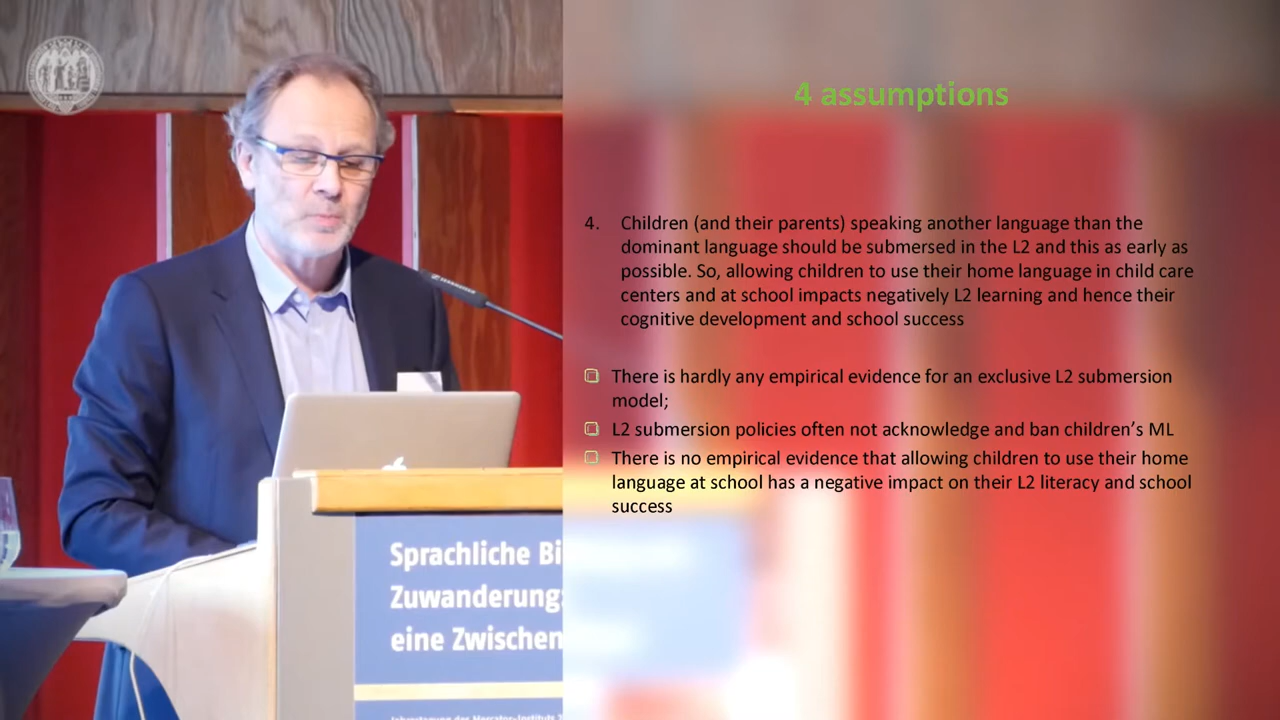 4 assumptions
4. Children (and their parents) speaking another language than the
dominant language should be submersed in the L2 and this as early as
possible. So, allowing children to use their home language in child care
centers and at school impacts negatively L2 learning and hence their
cognitive development and school success
There is hardly any empirical evidence for an exclusive L2 submersion
model;
L2 submersion policies often not acknowledge and ban children’s ML
There is no empirical evidence that allowing children to use their home
language at school has a negative impact on their L2 literacy and school
success
Sprachliche Bi
Zuwanderung:
eine Zwischen
Jahrestagung des Mercator-Instituts